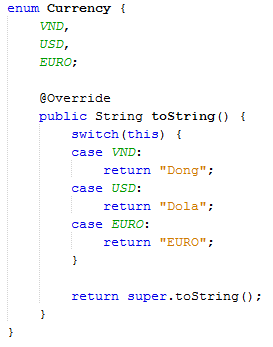 enum Currency {
    VND,
    USD,
    EURO;

    @Override
    public String toString() {
        switch(this) {
        case VND:
            return "Dong";
        case USD:
            return "Dola";
        case EURO:
            return "EURO";
        }

        return super.toString();
    }
}